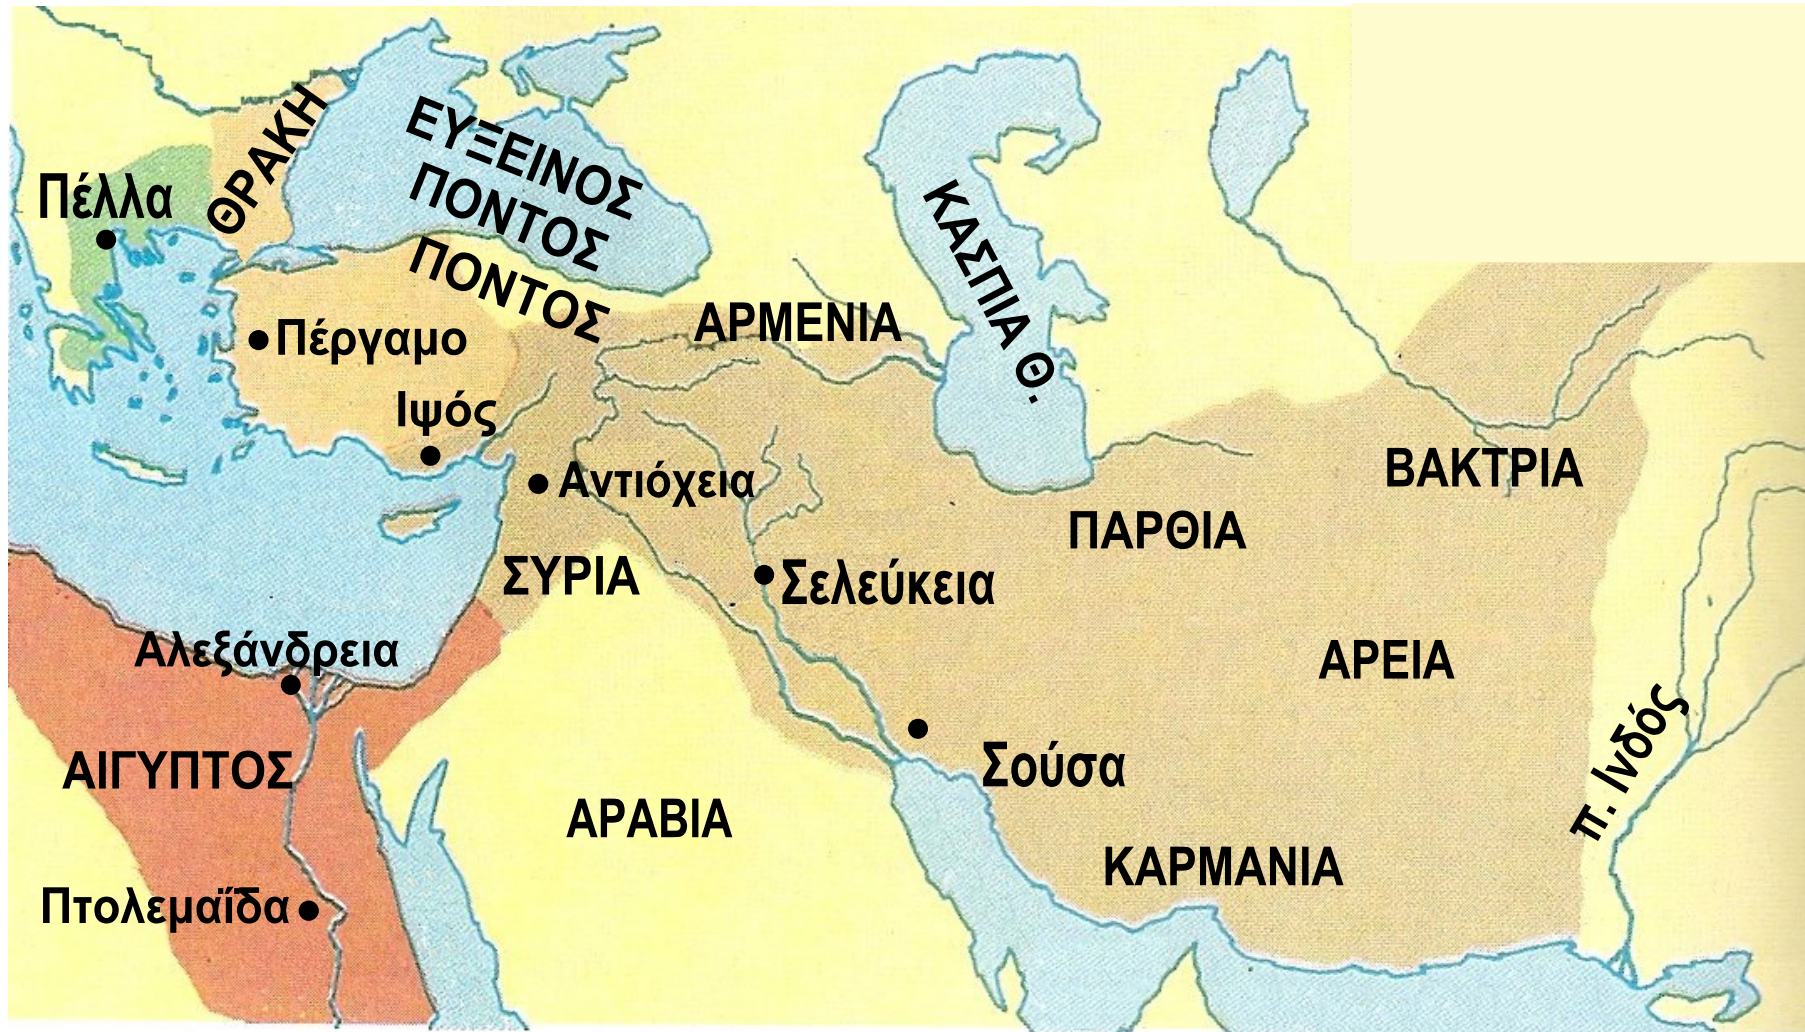 ΘΡΑΚΗ
ΕΥΞΕΙΝΟΣ
ΠΟΝΤΟΣ
ΠΟΝΤΟΣ
Πέλλα
ΚΑΣΠΙΑ Θ.
ΑΡΜΕΝΙΑ
Πέργαμο
Ιψός
ΒΑΚΤΡΙΑ
Αντιόχεια
ΠΑΡΘΙΑ
ΣΥΡΙΑ
Σελεύκεια
Αλεξάνδρεια
ΑΡΕΙΑ
π. Ινδός
ΑΙΓΥΠΤΟΣ
Σούσα
ΑΡΑΒΙΑ
ΚΑΡΜΑΝΙΑ
Πτολεμαΐδα